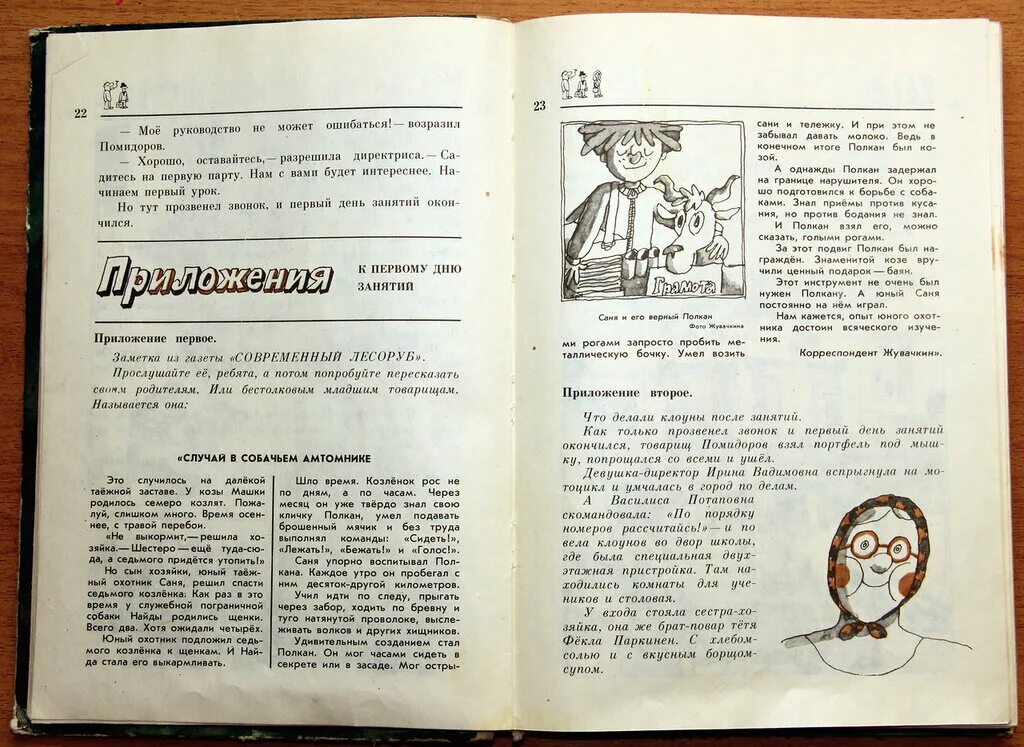 22
— Моё руководство не может ошибаться! — возразил
Помидоров.
— Хорошо, оставайтесь, — разрешила директриса. — Са-
дитесь на первую парту. Нам с вами будет интереснее. На-
чинаем первый урок.
Но тут прозвенел звонок, и первый день занятий окон-
чился.
Приложения
К ПЕРВОМУ ДНЮ
ЗАНЯТИЙ
Приложение первое.
Заметка из газеты «СОВРЕМЕННЫЙ ЛЕСОРУБ».
Прослушайте её, ребята, а потом попробуйте пересказать
своим родителям. Или бестолковым младшим товарищам.
Называется она:
«СЛУЧАЙ В СОБАЧЬЕМ АМТОМНИКЕ
Это случилось на далёкой
таёжной заставе. У козы Машки
родилось семеро козлят. Пожа-
луй, слишком много. Время осен-
нее, с травой перебои.
«Не выкормит, — решила хо-
зяйка. — Шестеро — ещё туда-сю-
да, а седьмого придётся утопить!»
Но сын хозяйки, юный таёж-
ный охотник Саня, решил спасти
седьмого козлёнка. Как раз в это
время у служебной пограничной
собаки Найды родились щенки.
Всего два. Хотя ожидали четырёх.
Юный охотник подложил седь-
мого козлёнка к щенкам. И Най-
да стала его выкармливать.
Шло время. Козлёнок рос не
по дням, а по часам. Через
месяц он уже твёрдо знал свою
кличку Полкан, умел подавать
брошенный мячик и без труда
выполнял команды: «Сидеть!»,
«Лежать!», «Бежать!» и «Голос!».
Саня упорно воспитывал Пол-
кана. Каждое утро он пробегал с
ним десяток-другой километров.
Учил идти по следу, прыгать
через забор, ходить по бревну и
туго натянутой проволоке, высле-
живать волков и других хищников.
Удивительным созданием стал
Полкан. Он мог часами сидеть в
секрете или в засаде. Мог остры-
23
Грамота
Саня и его верный Полкан
Фото Жувачкина
ми рогами запросто пробить ме-
таллическую бочку. Умел возить
сани и тележку. И при этом не
забывал давать молоко. Ведь в
конечном итоге Полкан был ко-
зой.
А однажды Полкан задержал
на границе нарушителя. Он хоро-
шо подготовился к борьбе с соба-
ками. Знал приёмы против куса-
ния, но против бодания не знал.
И Полкан взял его, можно
сказать, голыми рогами.
За этот подвиг Полкан был на-
граждён. Знаменитой козе вру-
чили ценный подарок — баян.
Этот инструмент не очень был
нужен Полкану. А юный Саня
постоянно на нём играл.
Нам кажется, опыт юного охот-
ника достоин всяческого изуче-
ния.
Корреспондент Жувачкин».
Приложение второе.
Что делали клоуны после занятий.
Как только прозвенел звонок и первый день занятий
окончился, товарищ Помидоров взял портфель под мыш-
ку, попрощался со всеми и ушёл.
Девушка-директор Ирина Вадимовна вспрыгнула на мо-
тоцикл и умчалась в город по делам.
А Василиса Потаповна
скомандовала: «По порядку
номеров рассчитайсь!» — и по
вела клоунов во двор школы,
где была специальная двух-
этажная пристройка. Там на-
ходились комнаты для уче-
ников и столовая.
У входа стояла сестра-хо-
зяйка, она же брат-повар тётя
Фёкла Паркинен. С хлебом-
солью и с вкусным борщом-
супом.